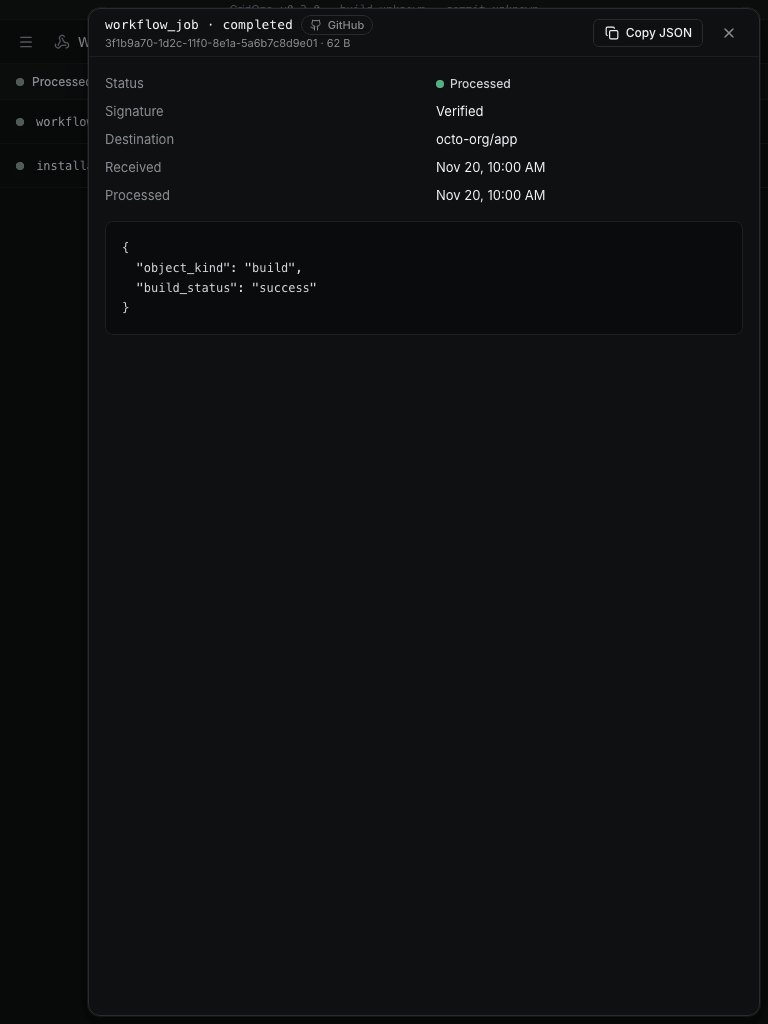 workflow_job · completed GitHub
3f1b9a70-1d2c-11f0-8e1a-5a6b7c8d9e01 · 62 B
Copy JSON
Status Processed
Signature Verified
Destination octo-org/app
Received Nov 20, 10:00 AM
Processed Nov 20, 10:00 AM
{
"object_kind": "build",
"build_status": "success"
}
W
Processed
workflow
install